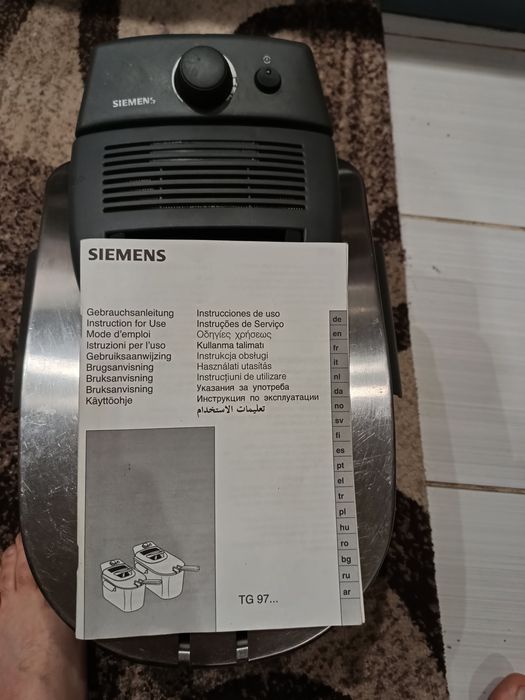 SIEMENS
SIEMENS
Gebrauchsanleitung
Instruction for Use
Mode d'emploi
Istruzioni per l'uso
Gebruiksaanwijzing
Brugsanvisning
Bruksanvisning
Bruksanvisning
Käyttöohje
Instrucciones de uso
Instruções de Serviço
Οδηγίες χρήσεως
Kullanma talimatı
Instrukcja obsługi
Használati utasítás
Instrucțiuni de utilizare
Указания за употреба
Инструкция по эксплуатации
تعليمات الاستخدام
de
en
fr
it
nl
da
no
sv
fi
es
pt
el
tr
pl
hu
ro
bg
ru
ar
TG 97...